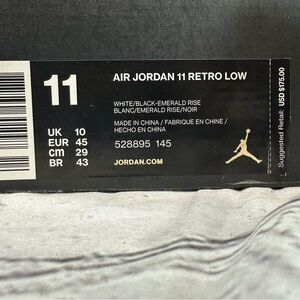 11
AIR JORDAN 11 RETRO LOW
WHITE/BLACK-EMERALD RISE
BLANC/EMERALD RISE/NOIR
MADE IN CHINA / FABRIQUE EN CHINE /
HECHO EN CHINA
528895 145
JORDAN.COM
UK 10
EUR 45
CM 29
BR 43
Suggested Retail: USD $175.00